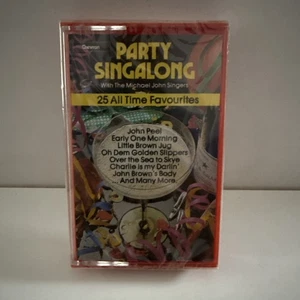 Cameron
PARTY
SINGALONG
With The Michael John Singers
25 All Time Favourites
John Peel
Early One Morning
Little Brown Jug
Oh Dem Golden Slippers
Over the Sea to Skye
Charlie is my Darlin'
John Brown's Body
... And Many More.